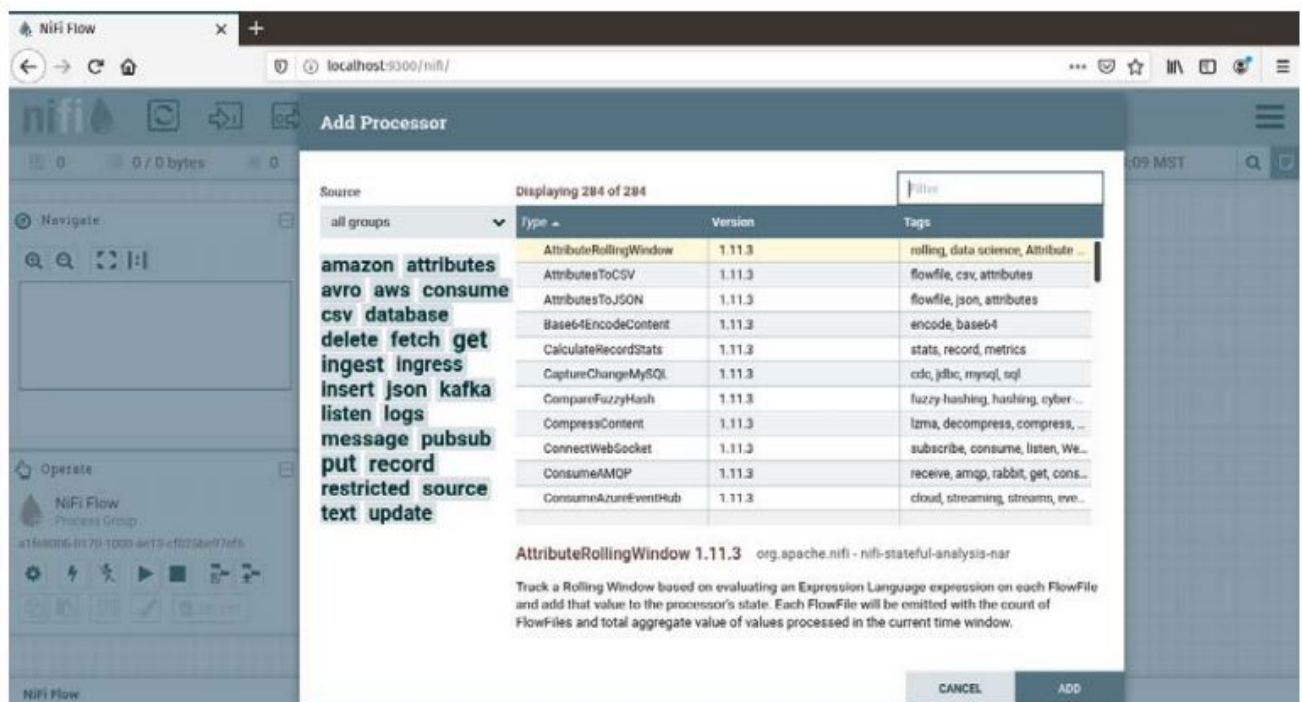 NiFi Flow
localhost:9300/nifi/
nifi
0
0 / 0 bytes
0
:09 MST
Add Processor
Source
Displaying 284 of 284
Filter
all groups
Type
Version
Tags
amazon attributes
avro aws consume
csv database
delete fetch get
ingest ingress
insert json kafka
listen logs
message pubsub
put record
restricted source
text update
AttributeRollingWindow 1.11.3 rolling, data science, Attribute ...
AttributesToCSV 1.11.3 flowfile, csv, attributes
AttributesToJSON 1.11.3 flowfile, json, attributes
Base64EncodeContent 1.11.3 encode, base64
CalculateRecordStats 1.11.3 stats, record, metrics
CaptureChangeMySQL 1.11.3 cdc, jdbc, mysql, sql
CompareFuzzyHash 1.11.3 fuzzy-hashing, hashing, cyber-...
CompressContent 1.11.3 lzma, decompress, compress, ...
ConnectWebSocket 1.11.3 subscribe, consume, listen, We...
ConsumeAMQP 1.11.3 receive, amqp, rabbit, get, cons...
ConsumeAzureEventHub 1.11.3 cloud, streaming, streams, eve...
AttributeRollingWindow 1.11.3 org.apache.nifi - nifi-stateful-analysis-nar
Track a Rolling Window based on evaluating an Expression Language expression on each FlowFile
and add that value to the processor's state. Each FlowFile will be emitted with the count of
FlowFiles and total aggregate value of values processed in the current time window.
CANCEL
ADD
Navigate
Operate
NiFi Flow
Process Group
NiFi Flow